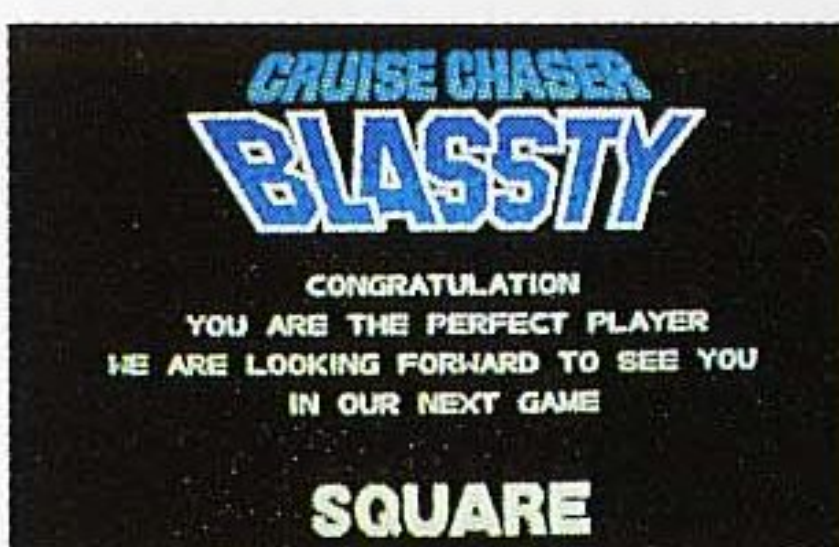 CRUISE CHASER
BLASSTY
CONGRATULATION
YOU ARE THE PERFECT PLAYER
WE ARE LOOKING FORWARD TO SEE YOU
IN OUR NEXT GAME
SQUARE